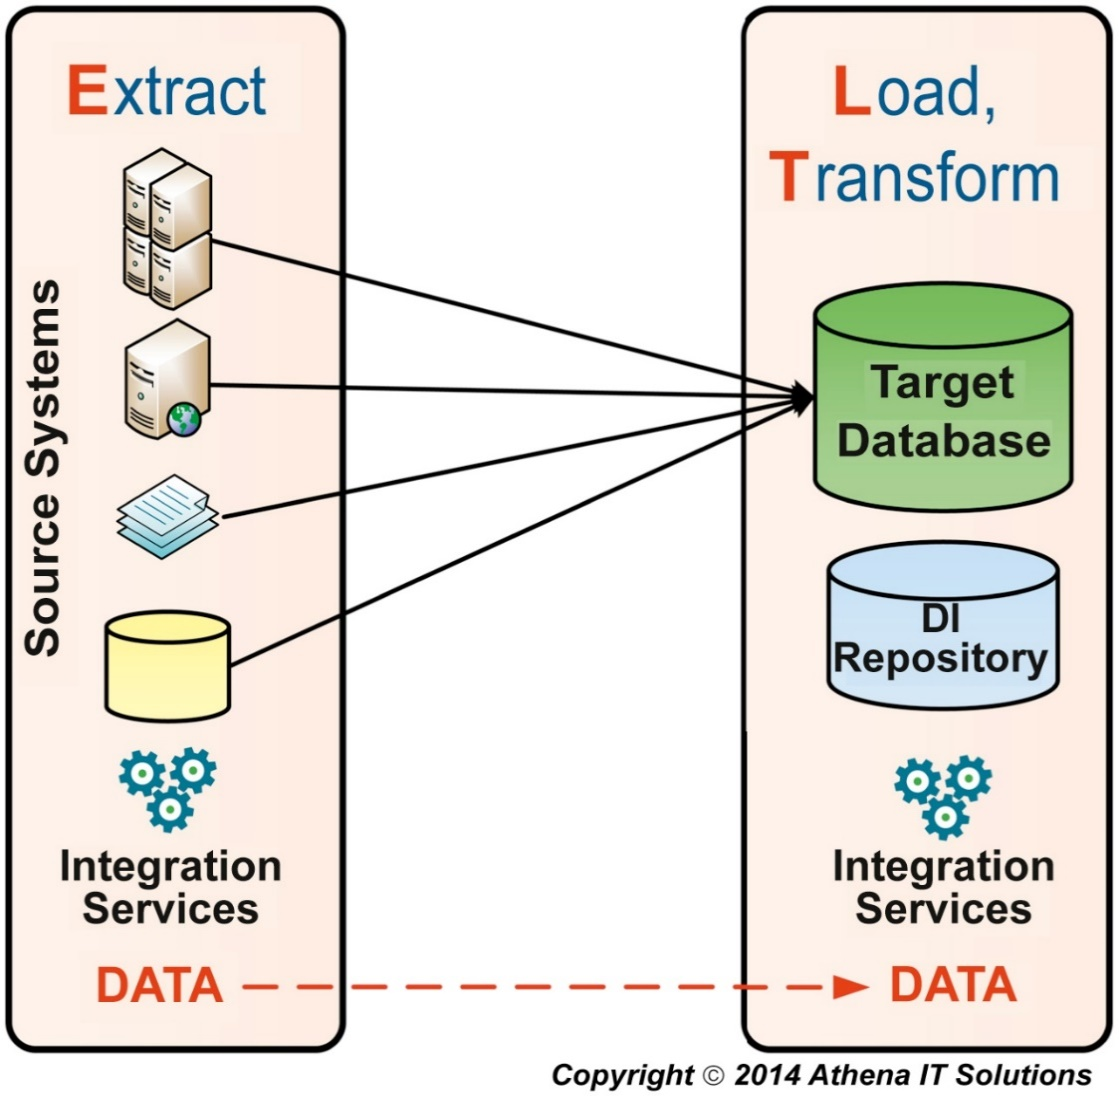 Extract
Source Systems
Integration
Services
DATA
Load,
Transform
Target
Database
DI
Repository
Integration
Services
DATA
Copyright © 2014 Athena IT Solutions